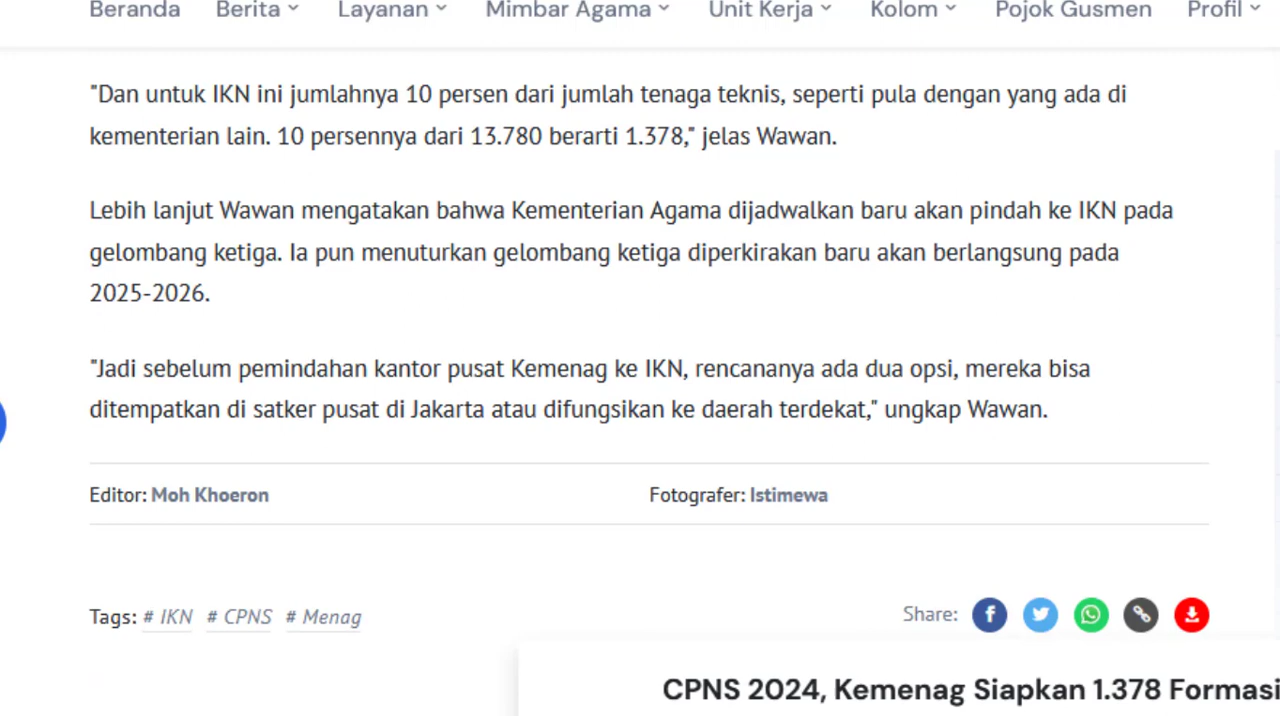 Beranda Berita Layanan Mimbar Agama Unit Kerja Kolom Pojok Gusmen Profil
"Dan untuk IKN ini jumlahnya 10 persen dari jumlah tenaga teknis, seperti pula dengan yang ada di
kementerian lain. 10 persennya dari 13.780 berarti 1.378," jelas Wawan.
Lebih lanjut Wawan mengatakan bahwa Kementerian Agama dijadwalkan baru akan pindah ke IKN pada
gelombang ketiga. Ia pun menuturkan gelombang ketiga diperkirakan baru akan berlangsung pada
2025-2026.
"Jadi sebelum pemindahan kantor pusat Kemenag ke IKN, rencananya ada dua opsi, mereka bisa
ditempatkan di satker pusat di Jakarta atau difungsikan ke daerah terdekat," ungkap Wawan.
Editor: Moh Khoeron Fotografer: Istimewa
Tags: # IKN # CPNS # Menag Share:
CPNS 2024, Kemenag Siapkan 1.378 Formasi